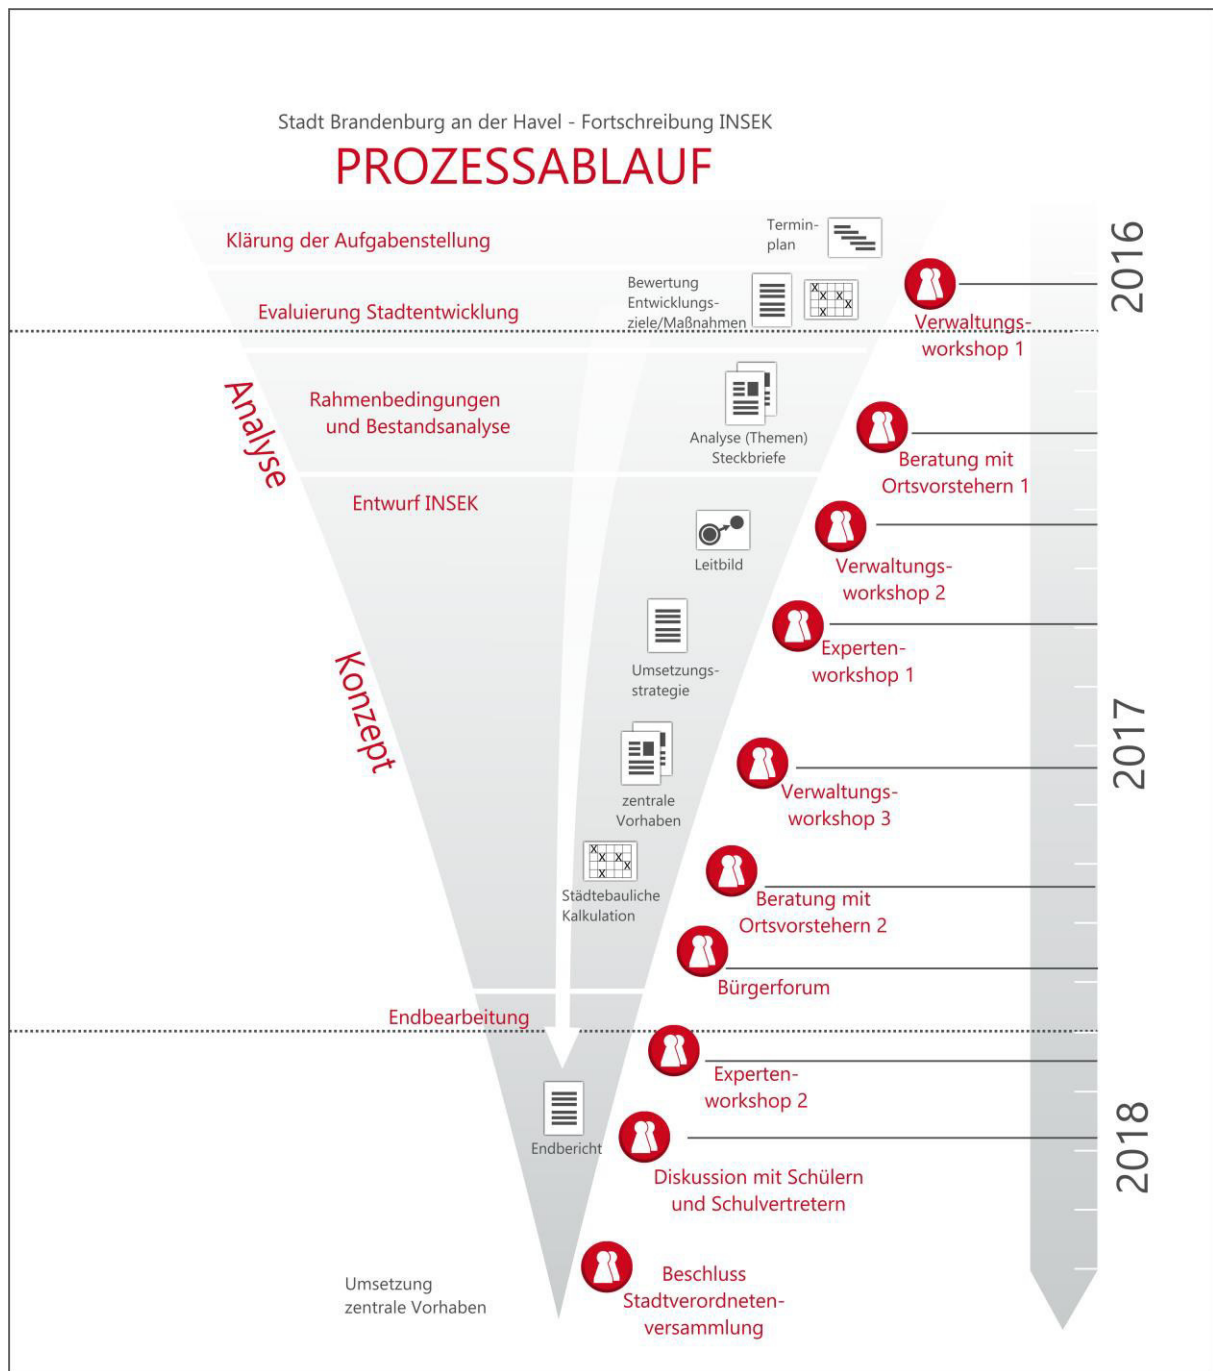 Stadt Brandenburg an der Havel - Fortschreibung INSEK
PROZESSABLAUF
Klärung der Aufgabenstellung
Termin-
plan
2016
Evaluierung Stadtentwicklung
Bewertung
Entwicklungs-
ziele/Maßnahmen
Verwaltungs-
workshop 1
Analyse
Rahmenbedingungen
und Bestandsanalyse
Analyse (Themen)
Steckbriefe
Beratung mit
Ortsvorstehern 1
Entwurf INSEK
Leitbild
Verwaltungs-
workshop 2
Konzept
Umsetzungs-
strategie
Experten-
workshop 1
2017
zentrale
Vorhaben
Verwaltungs-
workshop 3
Städtebauliche
Kalkulation
Beratung mit
Ortsvorstehern 2
Bürgerforum
Endbearbeitung
Experten-
workshop 2
2018
Endbericht
Diskussion mit Schülern
und Schulvertretern
Umsetzung
zentrale Vorhaben
Beschluss
Stadtverordneten-
versammlung